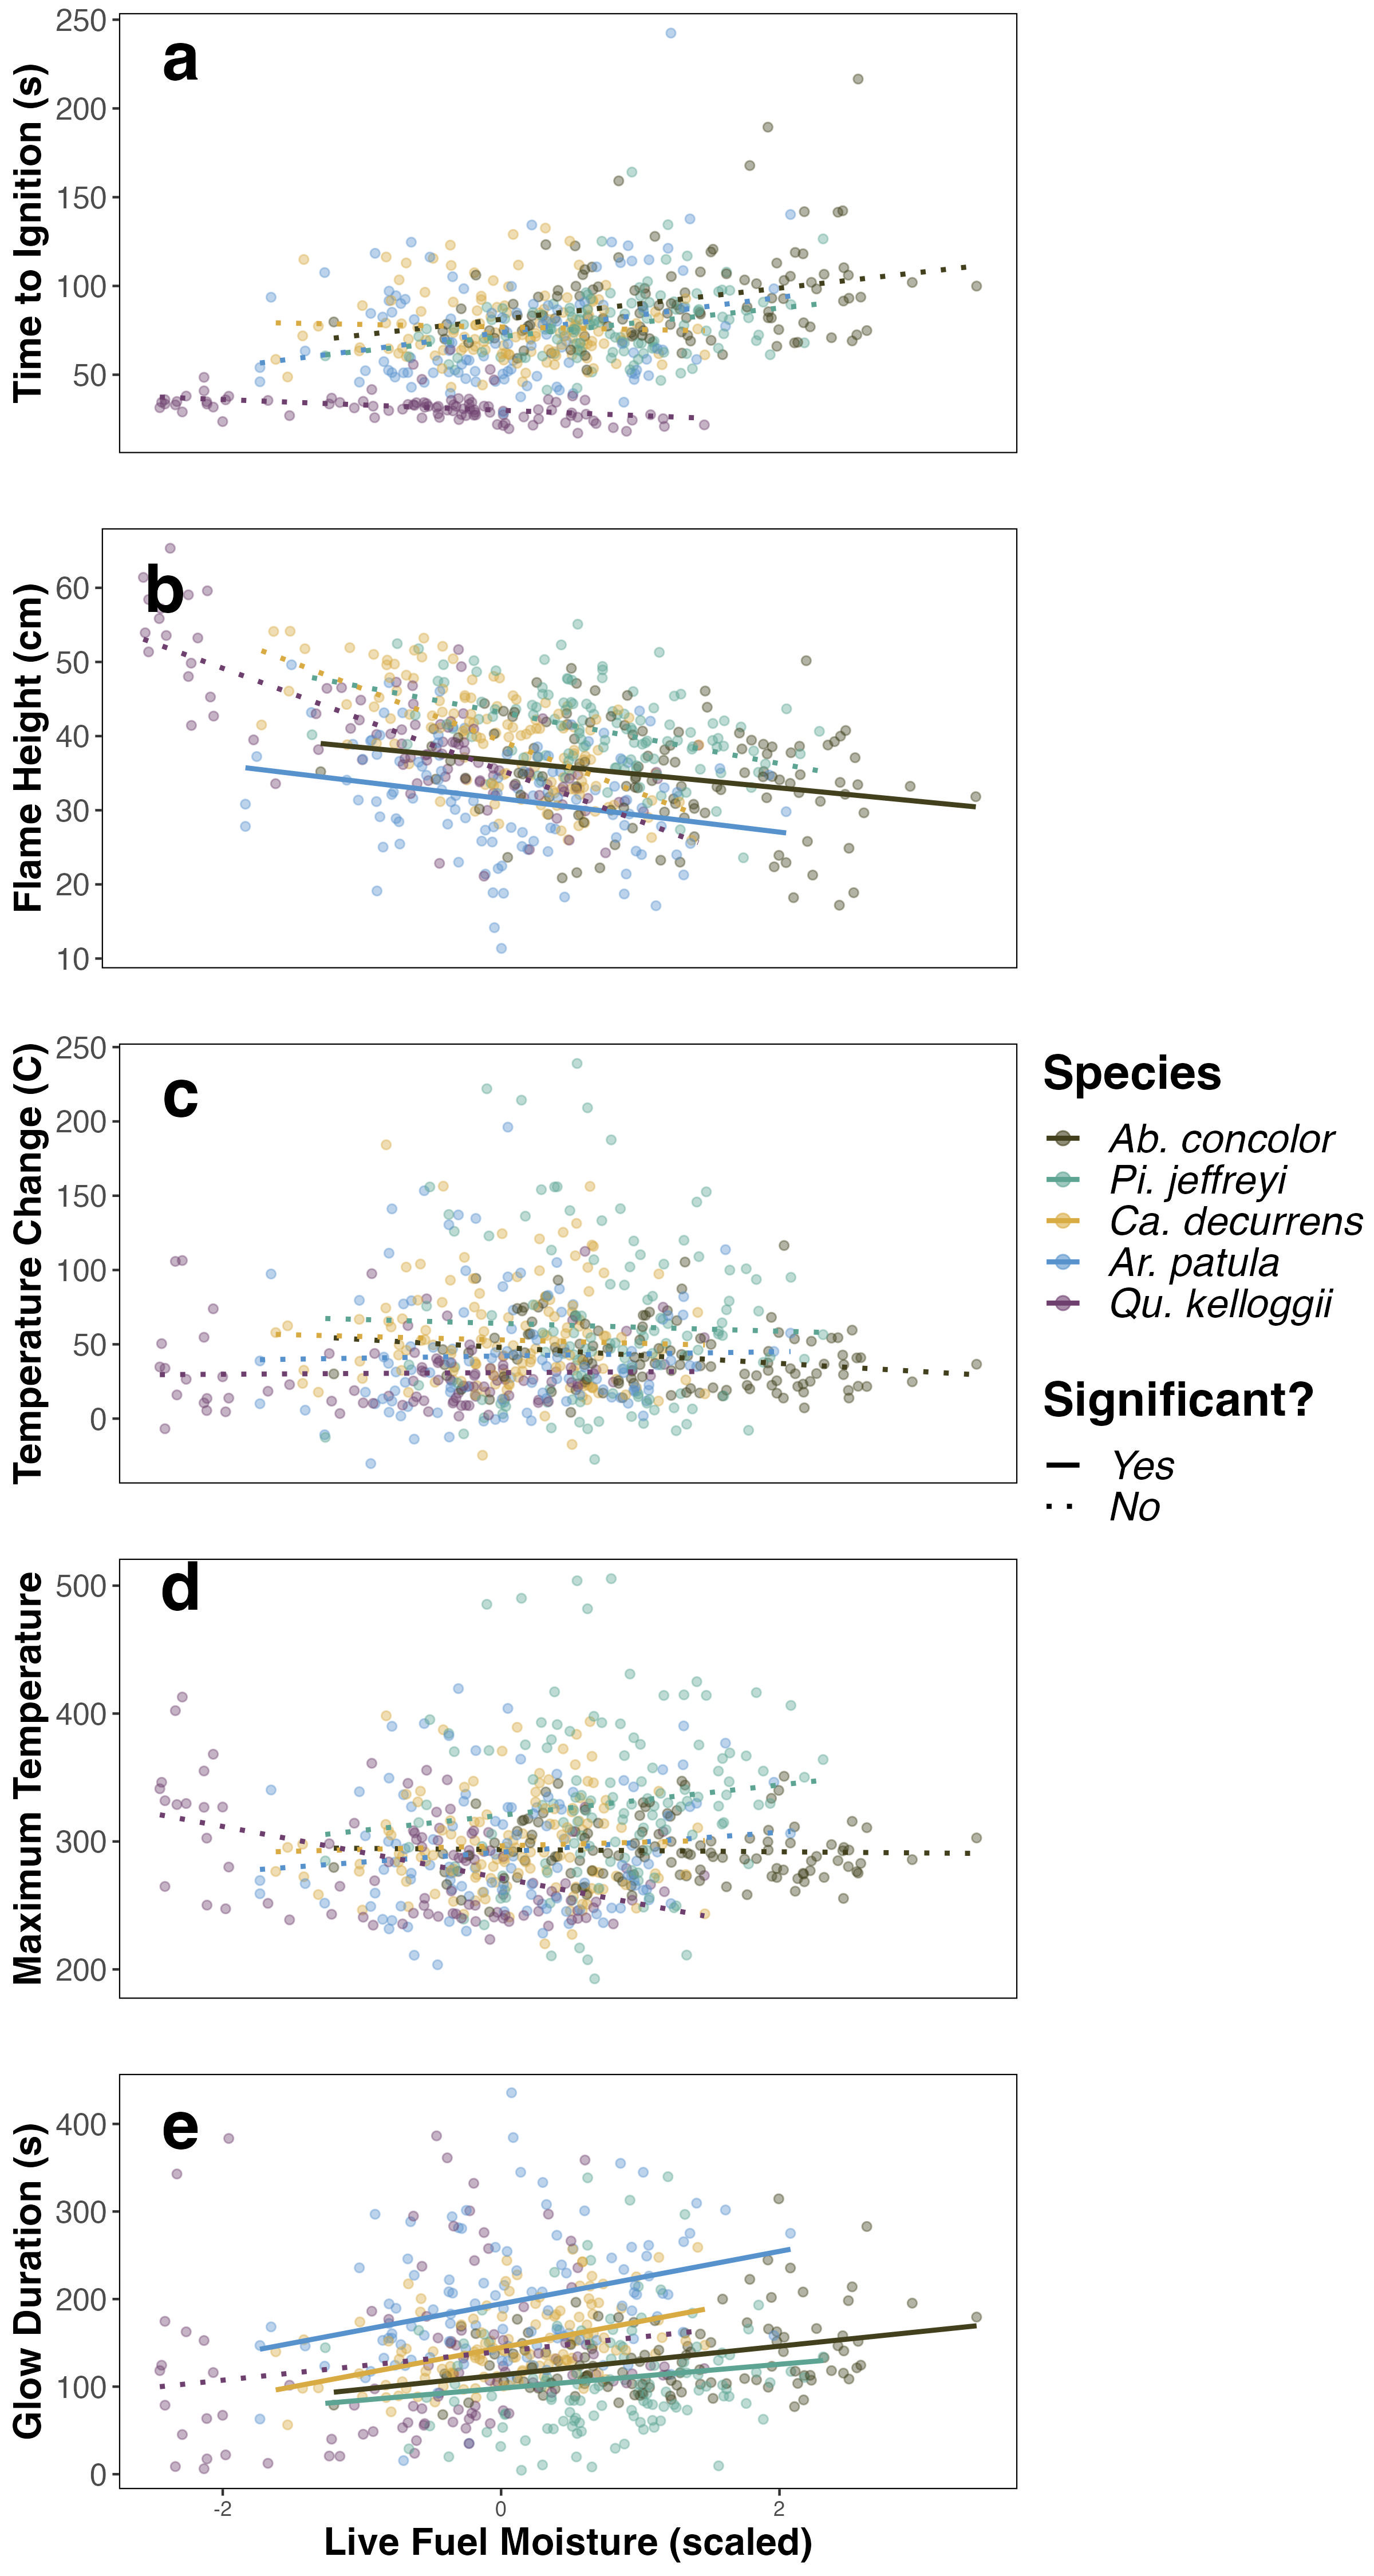 a
Time to Ignition (s)
250
200
150
100
50
b
Flame Height (cm)
60
50
40
30
20
10
c
Temperature Change (C)
250
200
150
100
50
0
Species
Ab. concolor
Pi. jeffreyi
Ca. decurrens
Ar. patula
Qu. kelloggii
Significant?
Yes
No
d
Maximum Temperature
500
400
300
200
e
Glow Duration (s)
400
300
200
100
0
-2 0 2
Live Fuel Moisture (scaled)